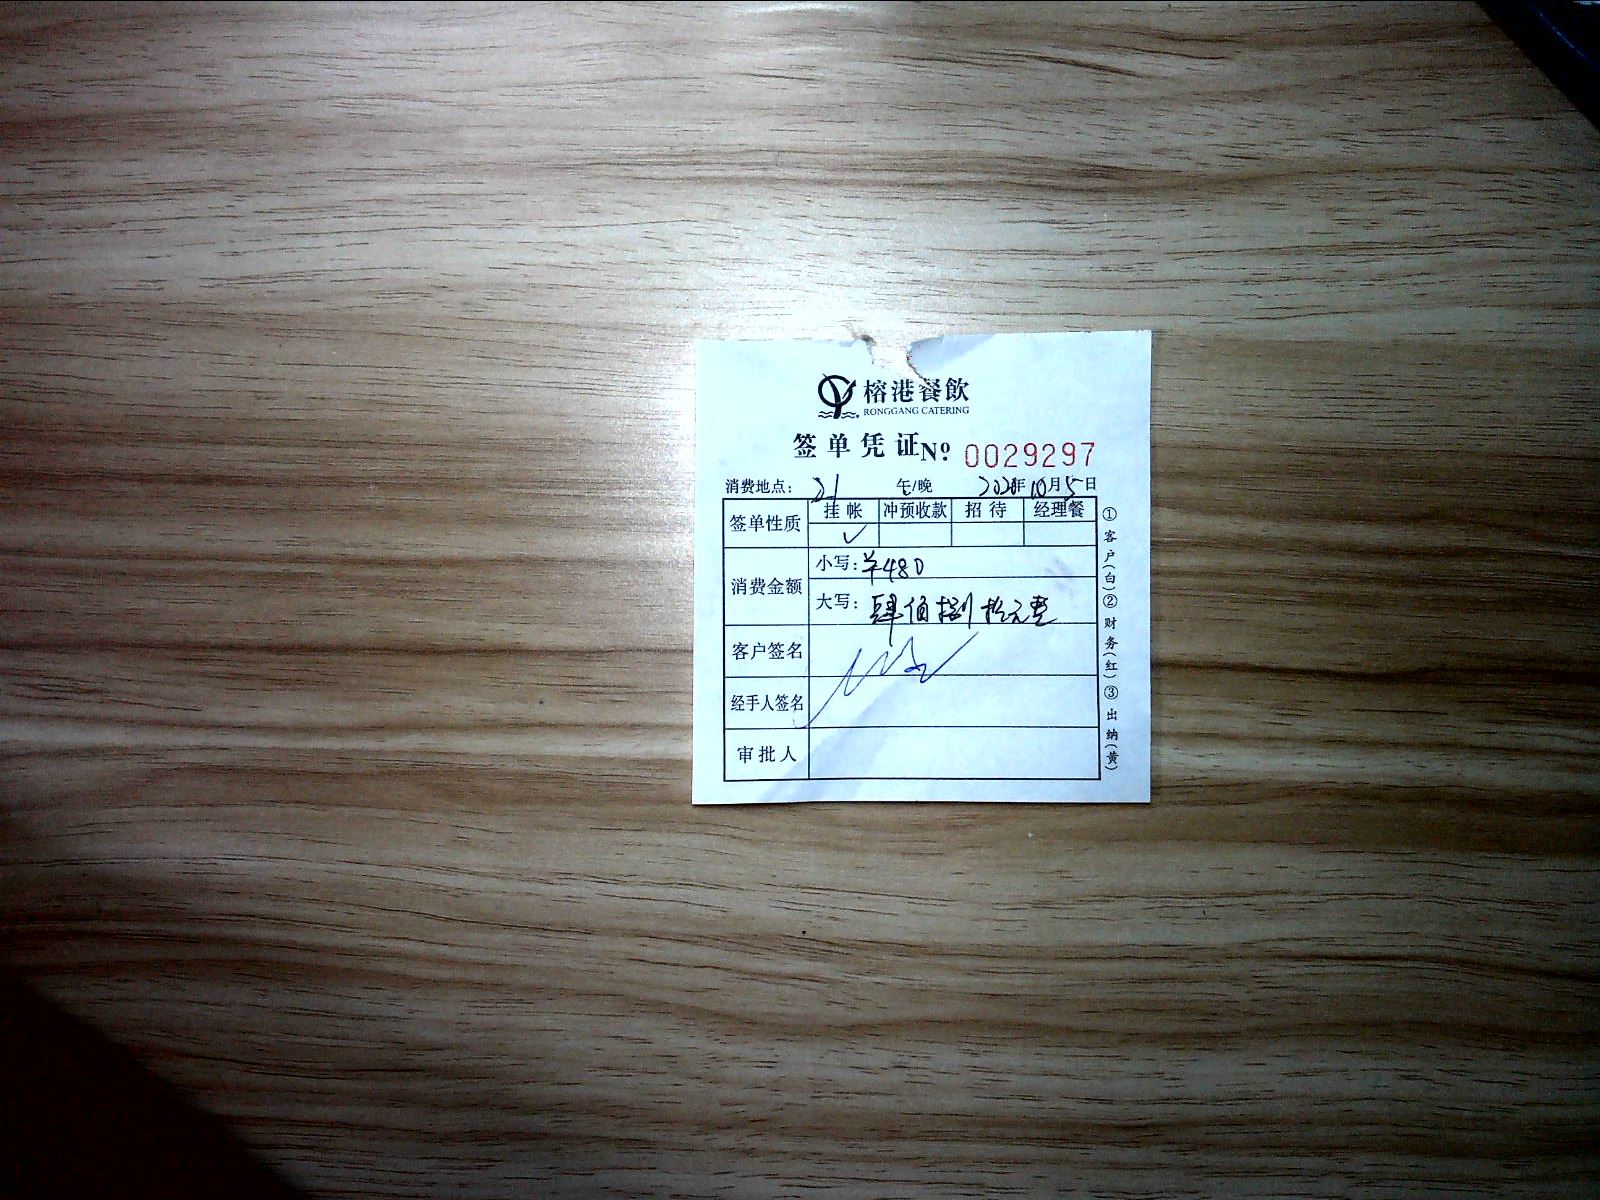 榕港餐飲
RONGGANG CATERING
签单凭证 Nº 0029297
消费地点: 21 午/晚 2020年10月5日
签单性质 挂帐 冲预收款 招待 经理餐
✓
消费金额 小写:¥480
大写: 肆佰捌拾元整
客户签名
经手人签名
审批人
①客户(白)②财务(红)③出纳(黄)